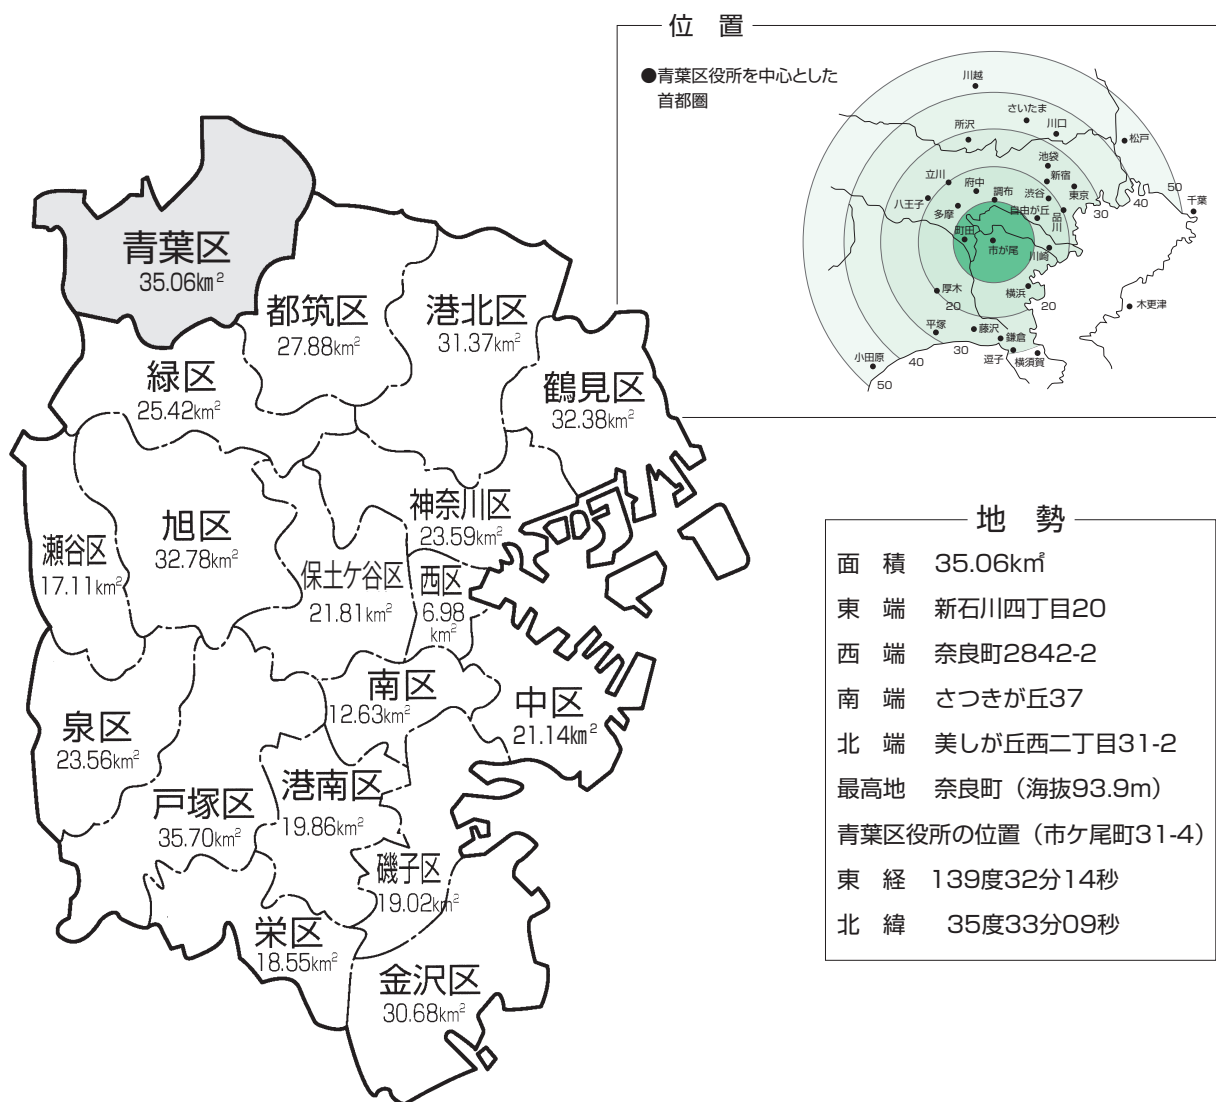 位 置
●青葉区役所を中心とした
首都圏
川越
さいたま
川口
松戸
所沢
池袋
新宿
東京
立川
府中
調布
渋谷
八王子
多摩
自由が丘
品川
町田
市が尾
川崎
千葉
厚木
横浜
木更津
平塚
藤沢
鎌倉
小田原
逗子
横須賀
50
40
30
20
20
30
40
50
青葉区
35.06km²
都筑区
27.88km²
港北区
31.37km²
緑区
25.42km²
鶴見区
32.38km²
神奈川区
23.59km²
旭区
32.78km²
瀬谷区
17.11km²
保土ケ谷区
21.81km²
西区
6.98
km²
南区
12.63km²
中区
21.14km²
泉区
23.56km²
港南区
19.86km²
戸塚区
35.70km²
磯子区
19.02km²
栄区
18.55km²
金沢区
30.68km²
地 勢
面 積 35.06km²
東 端 新石川四丁目20
西 端 奈良町2842-2
南 端 さつきが丘37
北 端 美しが丘西二丁目31-2
最高地 奈良町（海抜93.9m）
青葉区役所の位置（市ケ尾町31-4）
東 経 139度32分14秒
北 緯 35度33分09秒